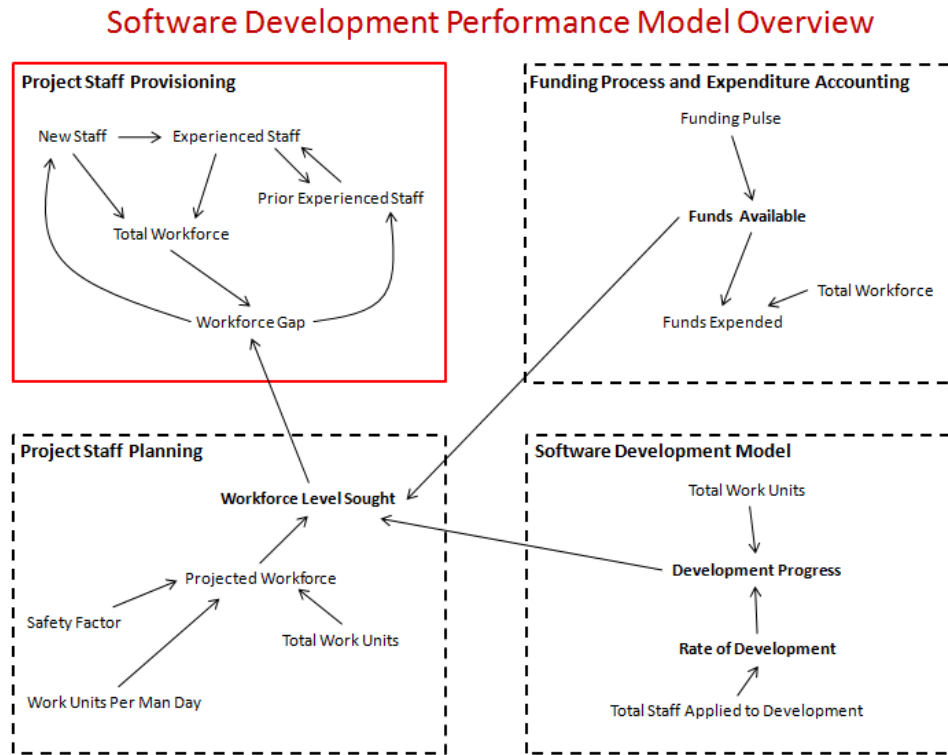 Software Development Performance Model Overview
Project Staff Provisioning
New Staff
Experienced Staff
Prior Experienced Staff
Total Workforce
Workforce Gap
Funding Process and Expenditure Accounting
Funding Pulse
Funds Available
Total Workforce
Funds Expended
Project Staff Planning
Workforce Level Sought
Projected Workforce
Safety Factor
Total Work Units
Work Units Per Man Day
Software Development Model
Total Work Units
Development Progress
Rate of Development
Total Staff Applied to Development